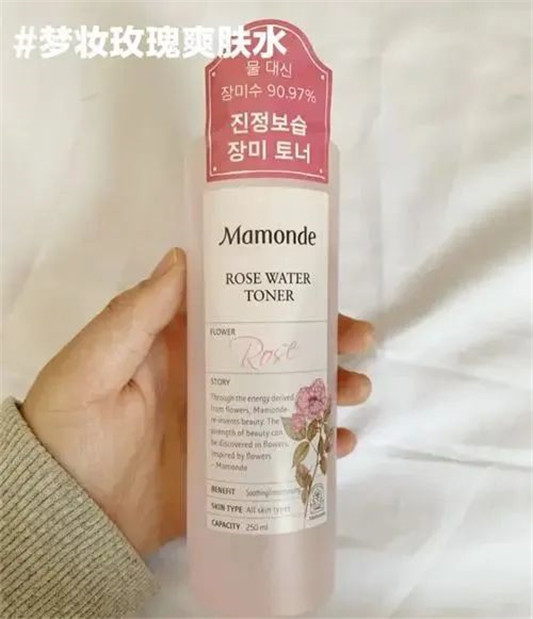 #梦妆玫瑰爽肤水
물 대신
장미수 90.97%
진정보습
장미 토너
Mamonde
ROSE WATER
TONER
FLOWER
Rose
STORY
Through the energy derived
from flowers, Mamonde
re-invents beauty. The
strength of beauty can
be discovered in flowers.
Inspired by flowers
- Mamonde
BENEFIT
SKIN TYPE All skin types
CAPACITY 250 ml